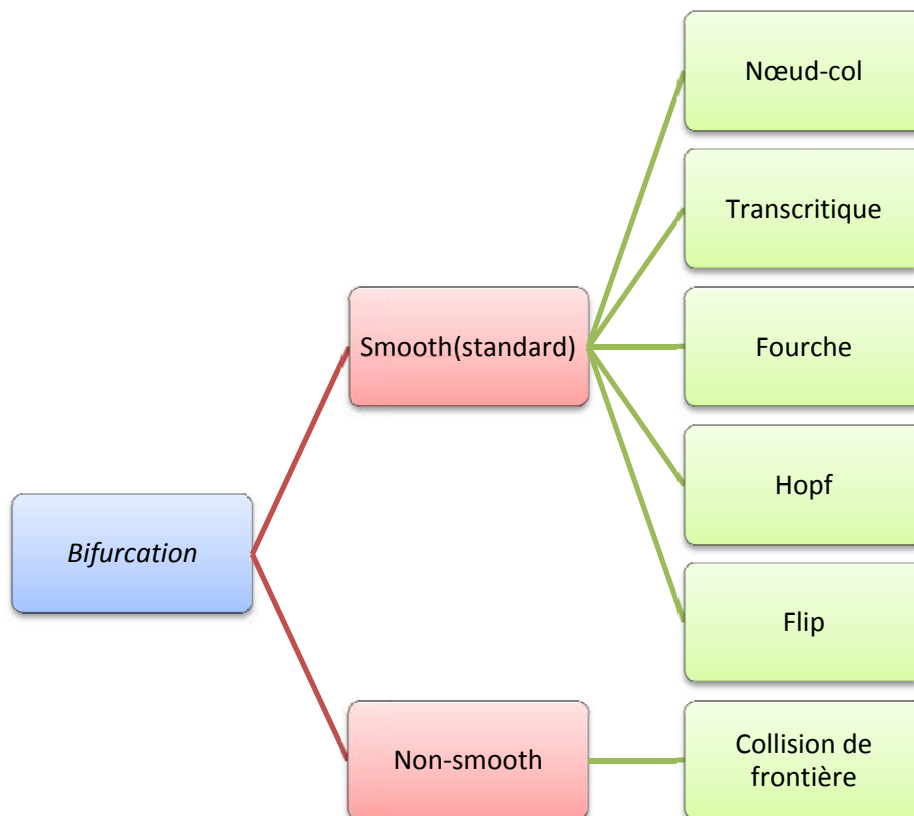 Nœud-col
Transcritique
Smooth(standard)
Fourche
Hopf
Bifurcation
Flip
Non-smooth
Collision de
frontière